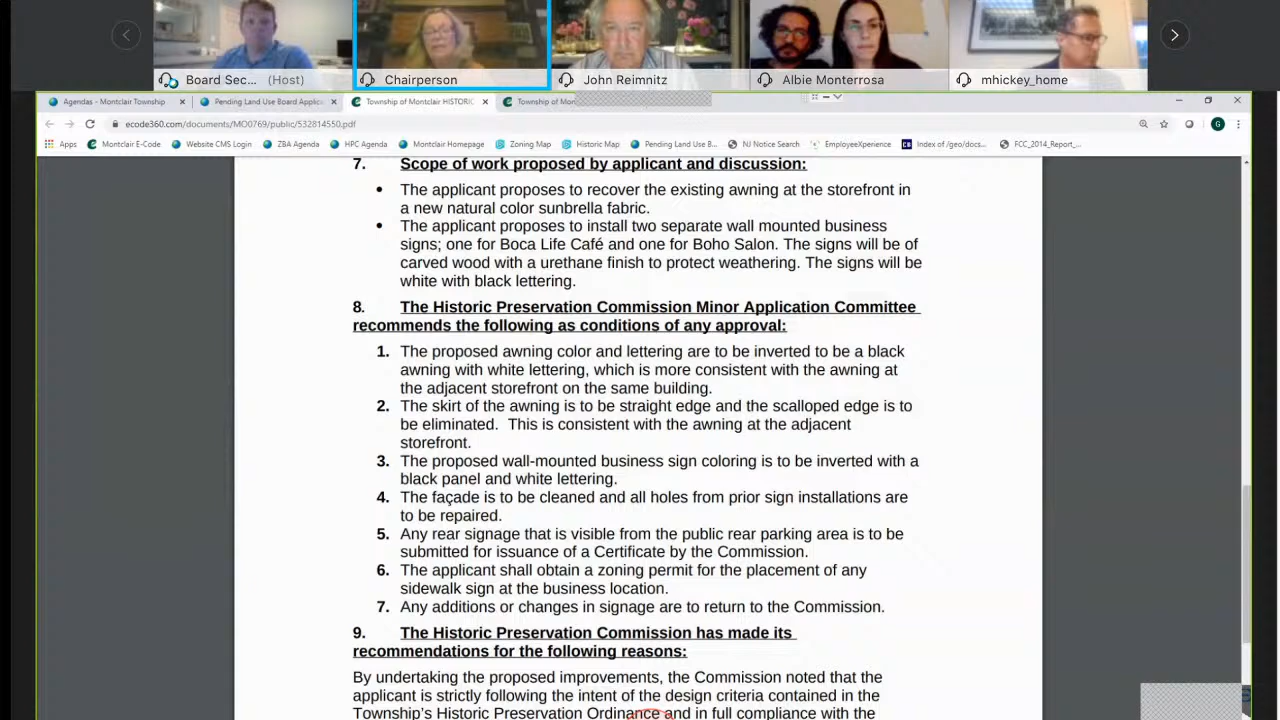 Board Sec... (Host)
Chairperson
John Reimnitz
Albie Monterrosa
mhickey_home
Agendas - Montclair Township
Pending Land Use Board Applic
Township of Montclair HISTORIC
Township of Mon
ecode360.com/documents/MO0769/public/532814550.pdf
G
Apps
Montclair E-Code
Website CMS Login
ZBA Agenda
HPC Agenda
Montclair Homepage
Zoning Map
Historic Map
Pending Land Use B...
NJ Notice Search
EmployeeXperience
Index of /geo/docs...
FCC_2014_Report_...
7. Scope of work proposed by applicant and discussion:
• The applicant proposes to recover the existing awning at the storefront in
a new natural color sunbrella fabric.
• The applicant proposes to install two separate wall mounted business
signs; one for Boca Life Café and one for Boho Salon. The signs will be of
carved wood with a urethane finish to protect weathering. The signs will be
white with black lettering.
8. The Historic Preservation Commission Minor Application Committee
recommends the following as conditions of any approval:
1. The proposed awning color and lettering are to be inverted to be a black
awning with white lettering, which is more consistent with the awning at
the adjacent storefront on the same building.
2. The skirt of the awning is to be straight edge and the scalloped edge is to
be eliminated. This is consistent with the awning at the adjacent
storefront.
3. The proposed wall-mounted business sign coloring is to be inverted with a
black panel and white lettering.
4. The façade is to be cleaned and all holes from prior sign installations are
to be repaired.
5. Any rear signage that is visible from the public rear parking area is to be
submitted for issuance of a Certificate by the Commission.
6. The applicant shall obtain a zoning permit for the placement of any
sidewalk sign at the business location.
7. Any additions or changes in signage are to return to the Commission.
9. The Historic Preservation Commission has made its
recommendations for the following reasons:
By undertaking the proposed improvements, the Commission noted that the
applicant is strictly following the intent of the design criteria contained in the
Township's Historic Preservation Ordinance and in full compliance with the